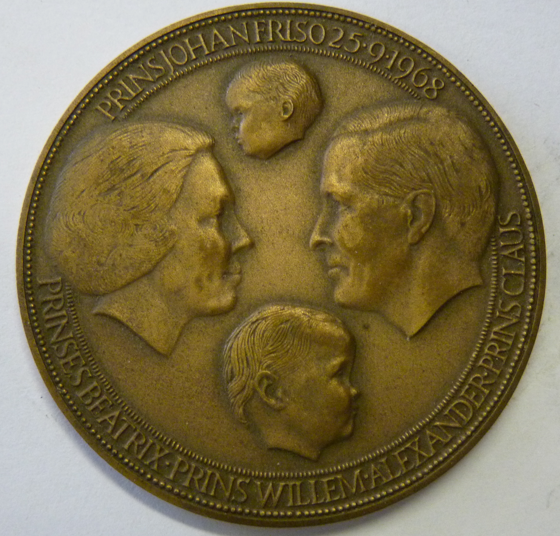 PRINS JOHAN FRISO 25·9·1968
PRINSES BEATRIX·PRINS WILLEM·ALEXANDER·PRINS CLAUS